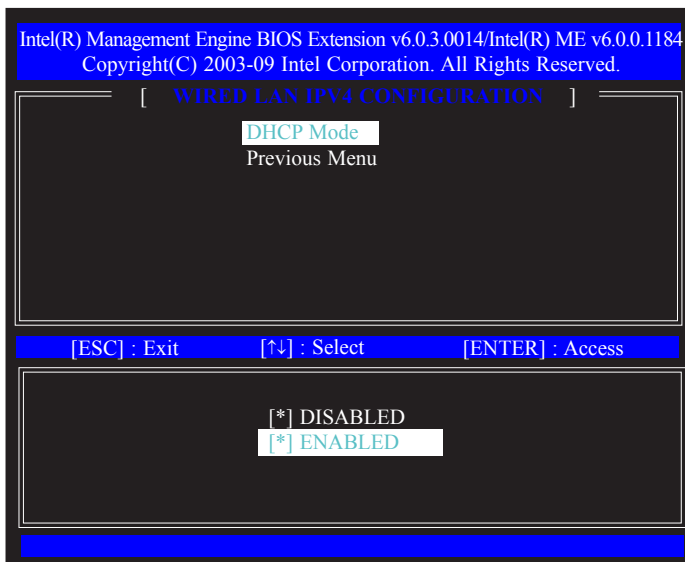 Intel(R) Management Engine BIOS Extension v6.0.3.0014/Intel(R) ME v6.0.0.1184
Copyright(C) 2003-09 Intel Corporation. All Rights Reserved.
[ WIRED LAN IPV4 CONFIGURATION ]
DHCP Mode
Previous Menu
[ESC] : Exit [↑↓] : Select [ENTER] : Access
[*] DISABLED
[*] ENABLED